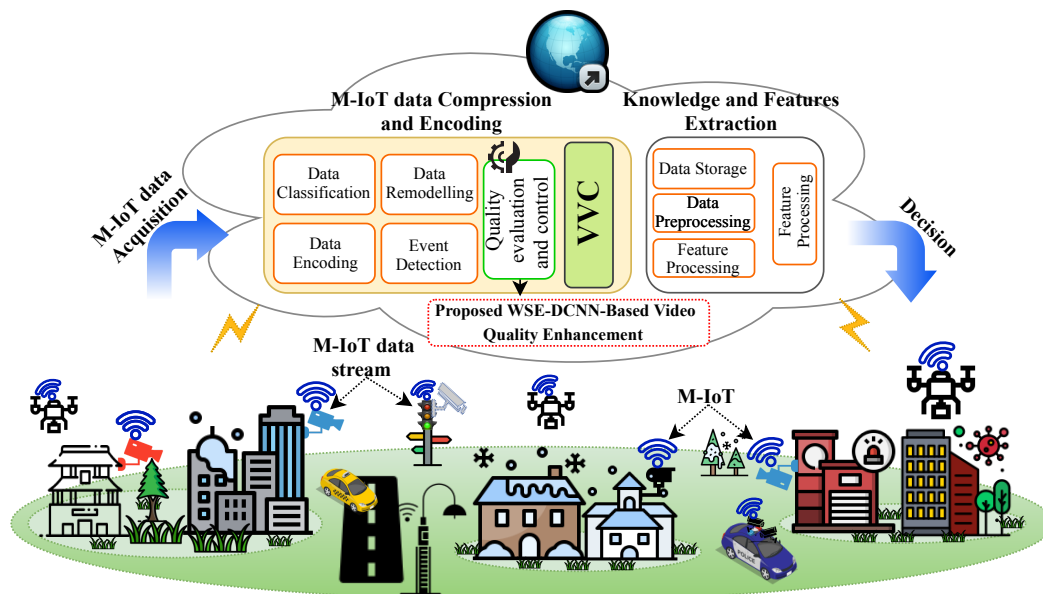 M-IoT data Compression
and Encoding
Knowledge and Features
Extraction
M-IoT data
Acquisition
Data
Classification
Data
Remodelling
Data
Encoding
Event
Detection
Quality
evaluation
and control
VVC
Data Storage
Data
Preprocessing
Feature
Processing
Feature
Processing
Decision
Proposed WSE-DCNN-Based Video
Quality Enhancement
M-IoT data
stream
M-IoT
POLICE